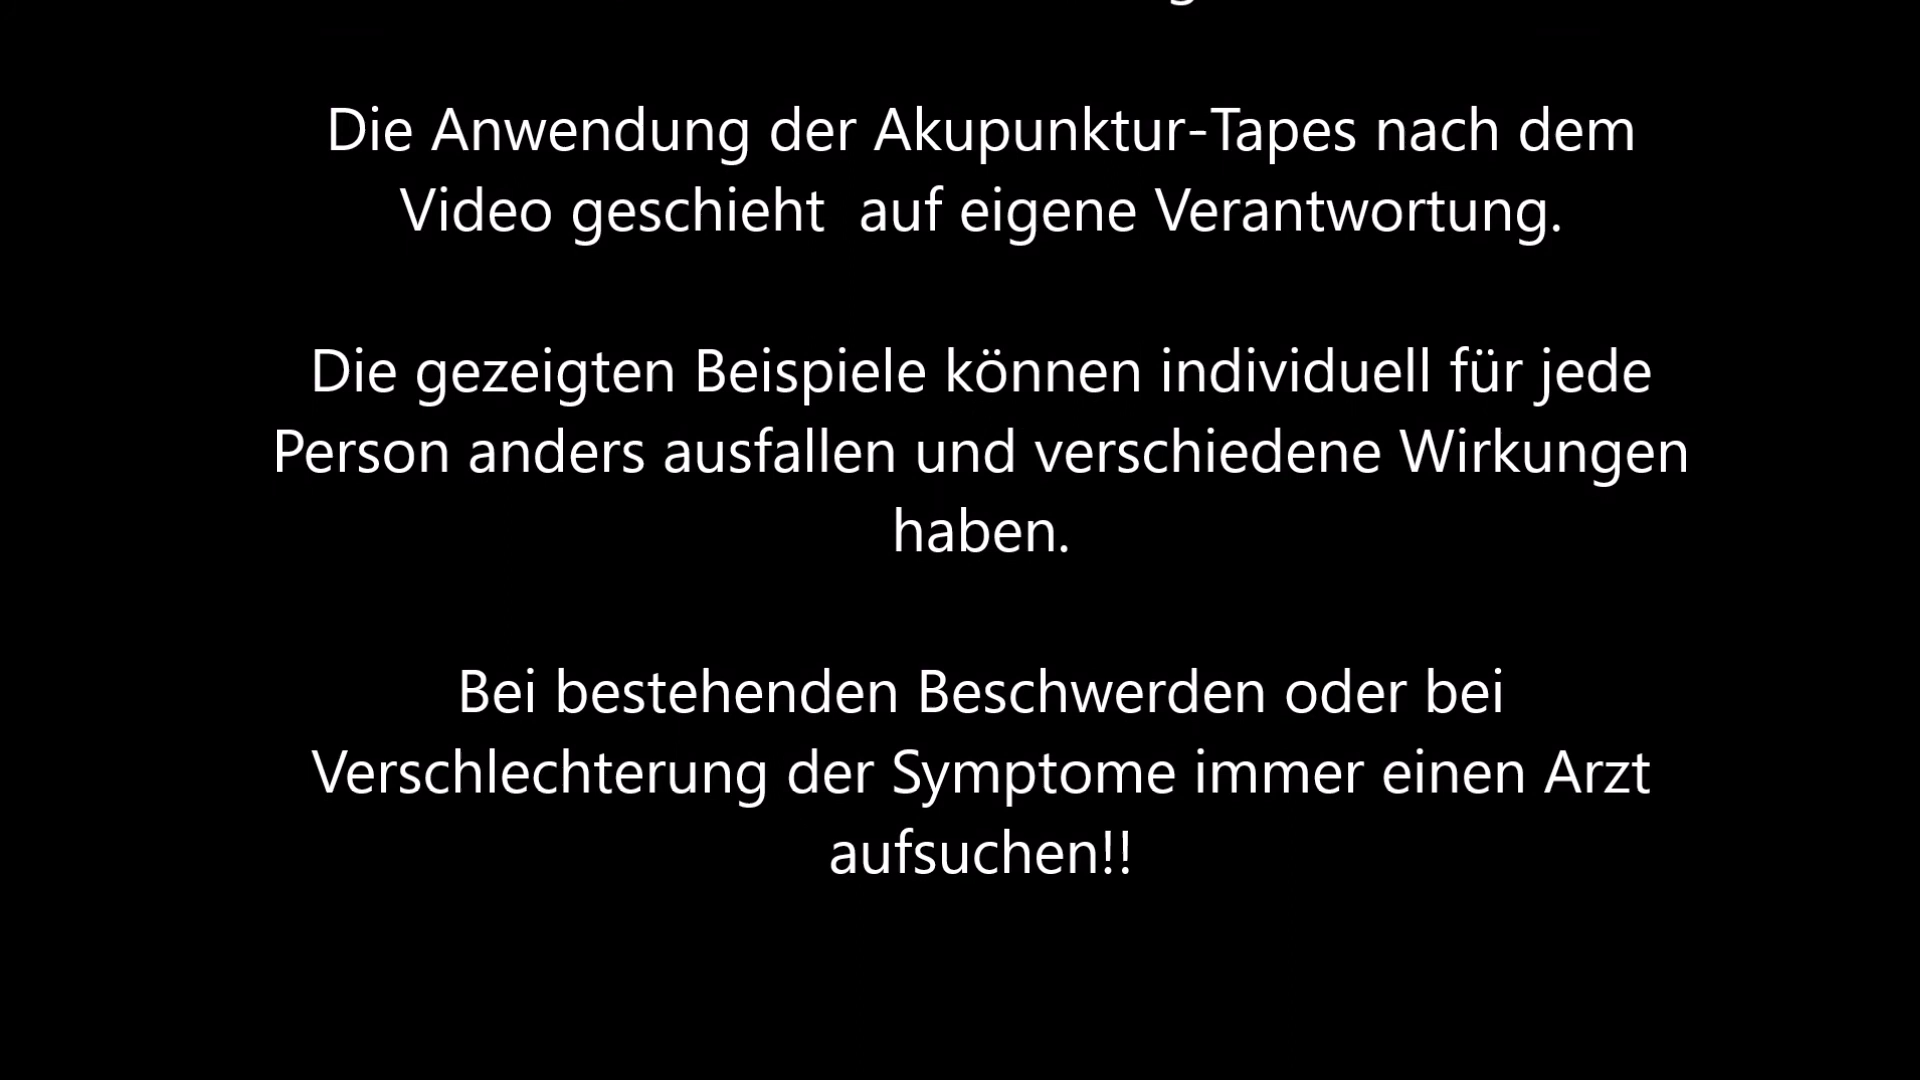 Die Anwendung der Akupunktur-Tapes nach dem
Video geschieht  auf eigene Verantwortung.
Die gezeigten Beispiele können individuell für jede
Person anders ausfallen und verschiedene Wirkungen
haben.
Bei bestehenden Beschwerden oder bei
Verschlechterung der Symptome immer einen Arzt
aufsuchen!!